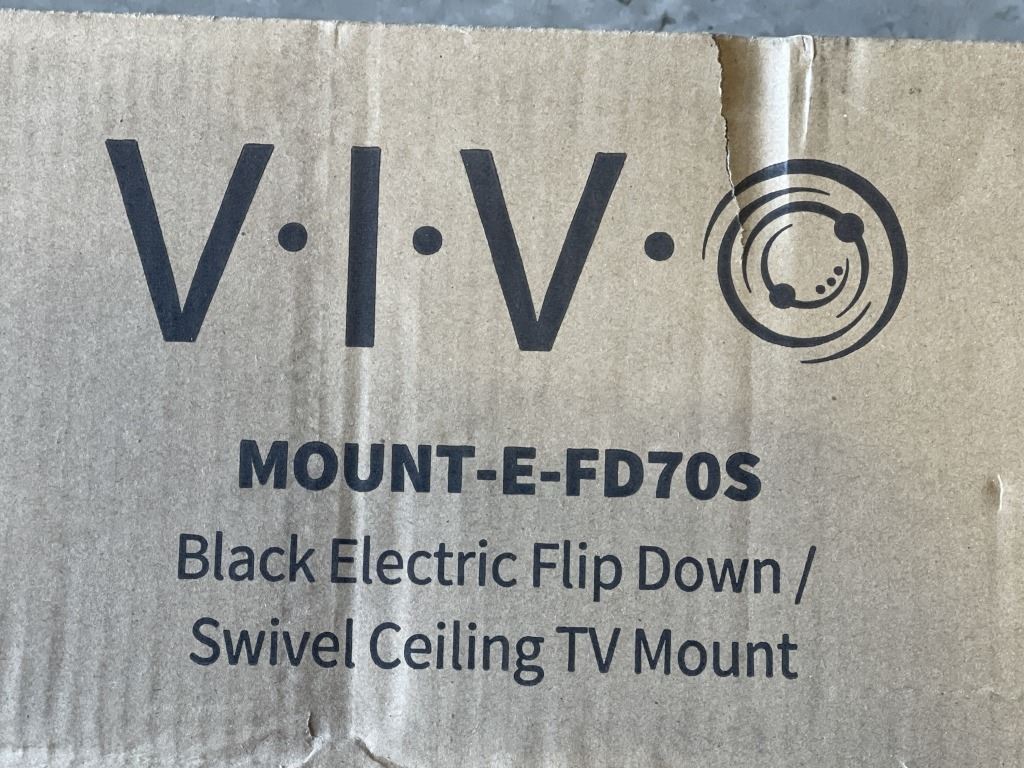 V·I·V·O
MOUNT-E-FD70S
Black Electric Flip Down /
Swivel Ceiling TV Mount